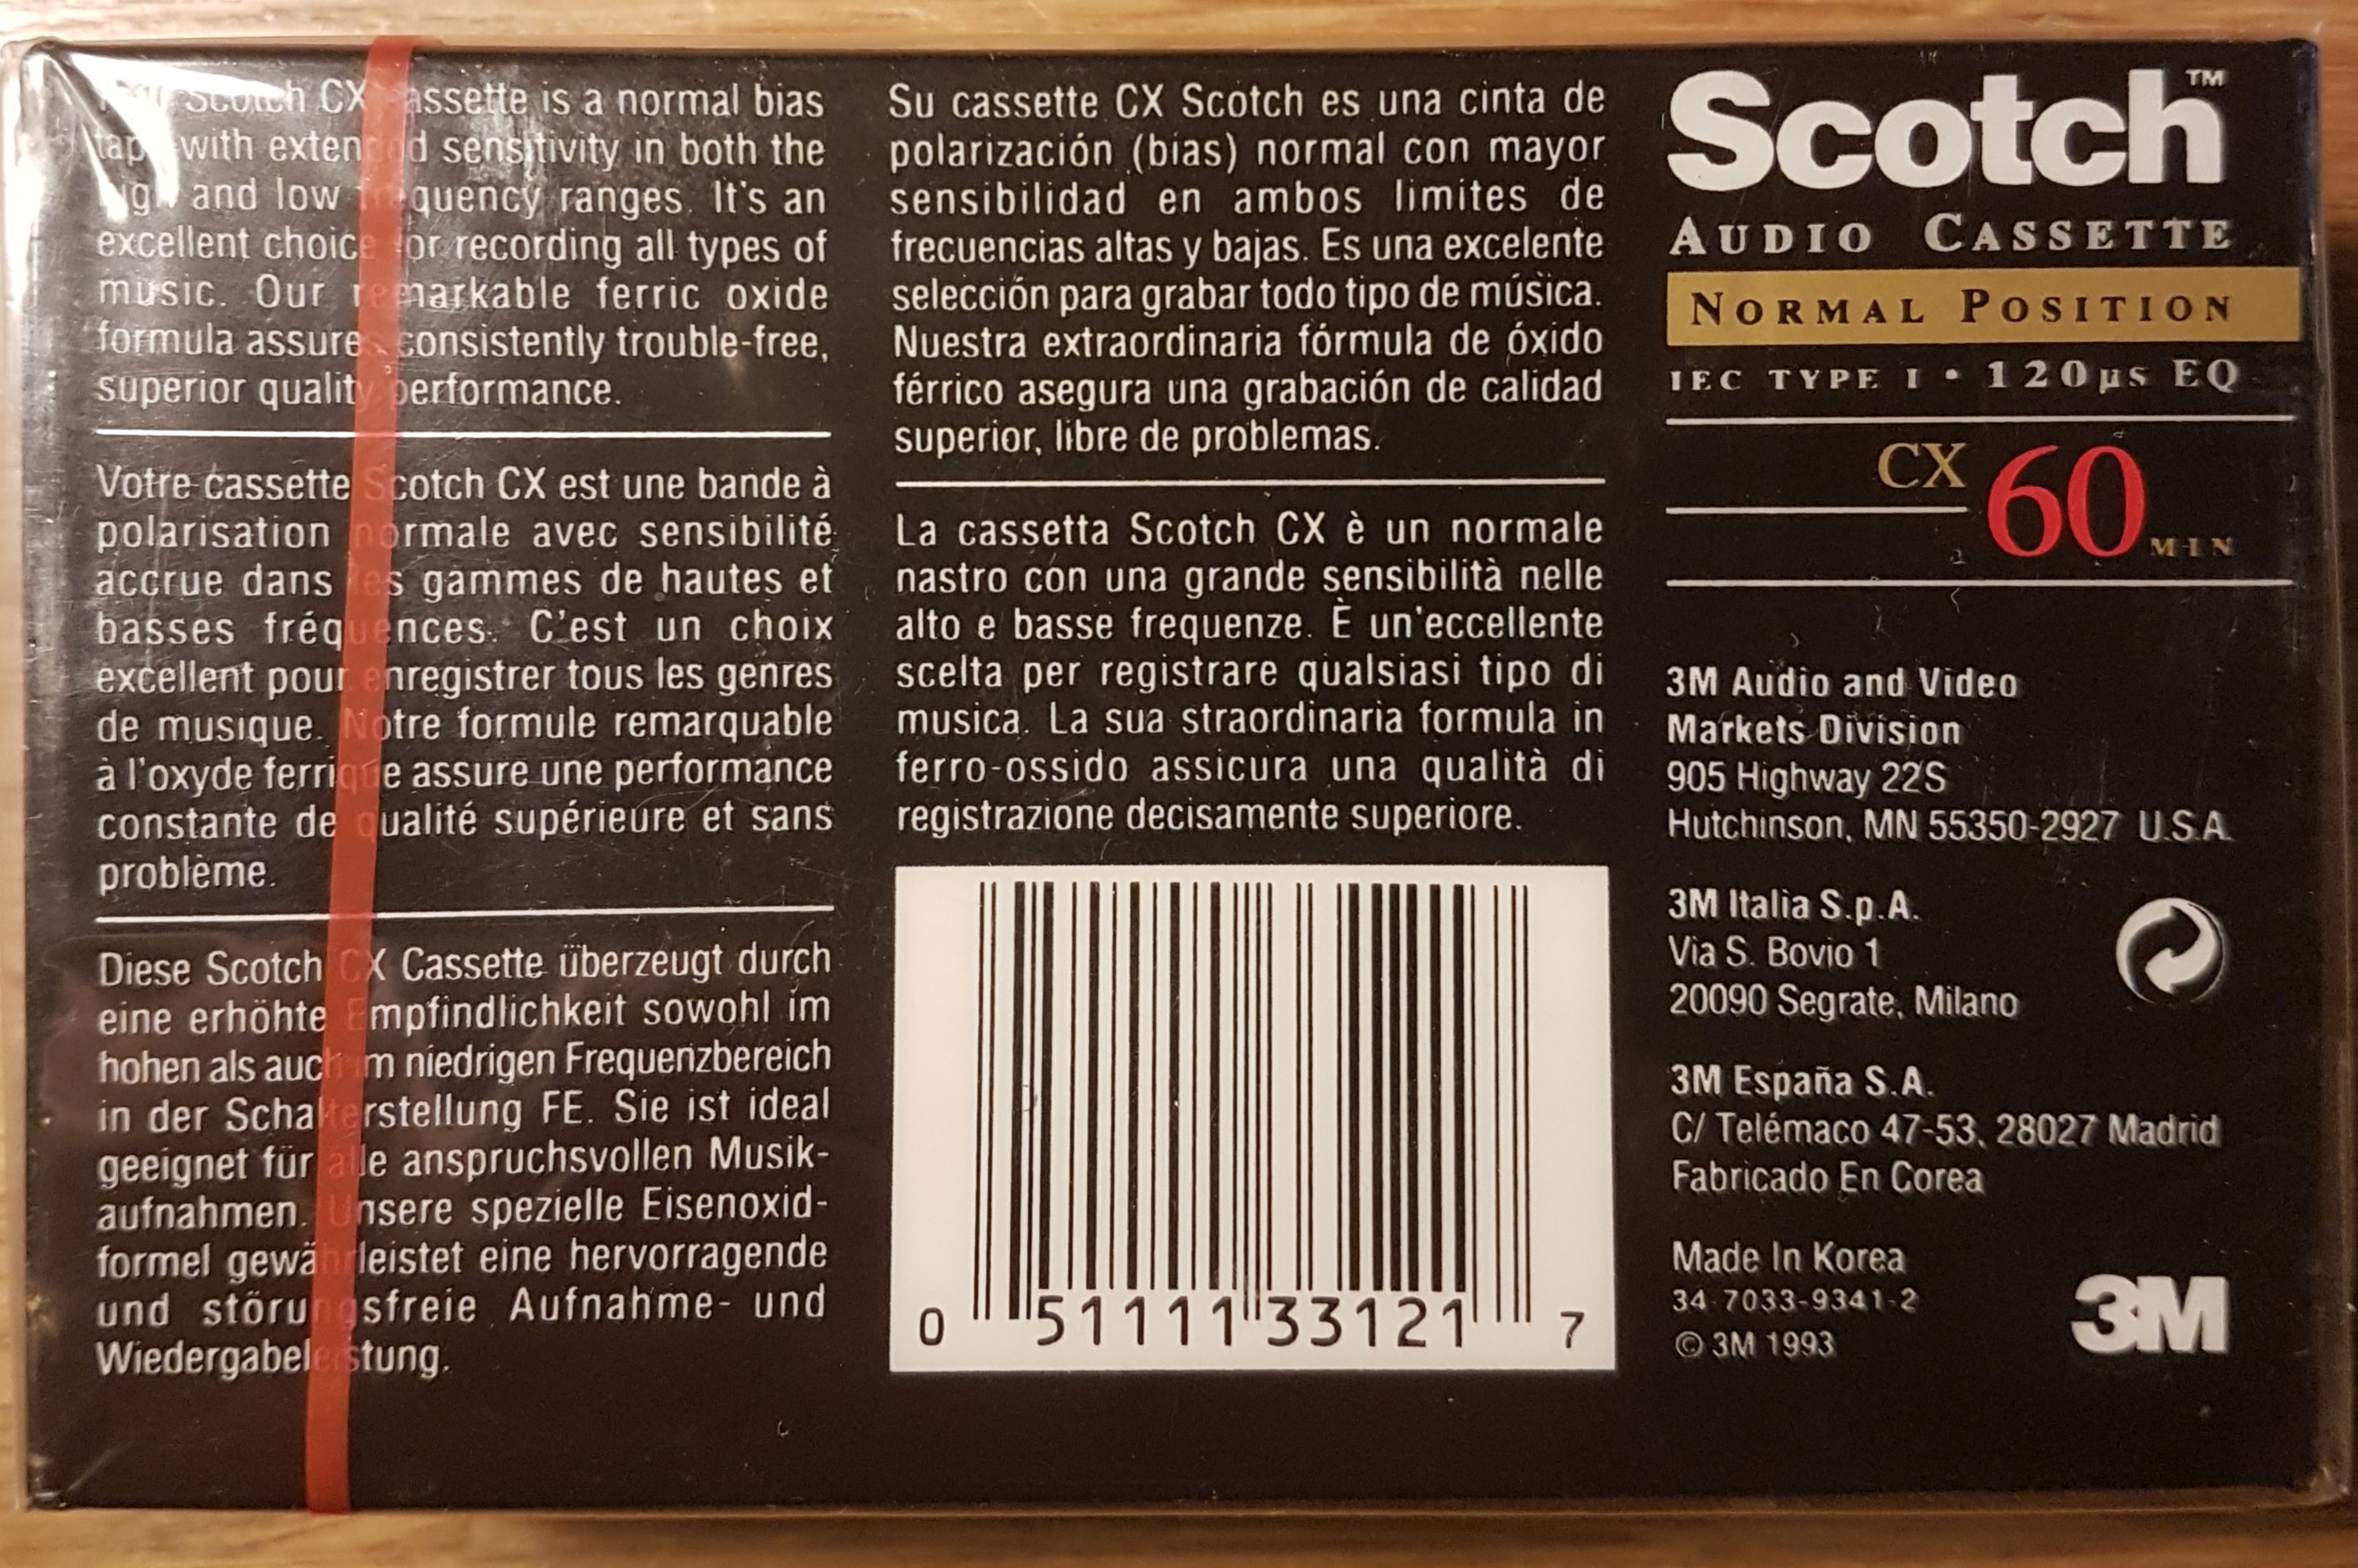 Your Scotch CX cassette is a normal bias
tape with extended sensitivity in both the
high and low frequency ranges. It's an
excellent choice for recording all types of
music. Our remarkable ferric oxide
formula assures consistently trouble-free,
superior quality performance.
Votre cassette Scotch CX est une bande à
polarisation normale avec sensibilité
accrue dans les gammes de hautes et
basses fréquences. C'est un choix
excellent pour enregistrer tous les genres
de musique. Notre formule remarquable
à l'oxyde ferrique assure une performance
constante de qualité supérieure et sans
problème.
Diese Scotch CX Cassette überzeugt durch
eine erhöhte Empfindlichkeit sowohl im
hohen als auch im niedrigen Frequenzbereich
in der Schalterstellung FE. Sie ist ideal
geeignet für alle anspruchsvollen Musik-
aufnahmen. Unsere spezielle Eisenoxid-
formel gewährleistet eine hervorragende
und störungsfreie Aufnahme- und
Wiedergabeleistung.
Su cassette CX Scotch es una cinta de
polarización (bias) normal con mayor
sensibilidad en ambos limites de
frecuencias altas y bajas. Es una excelente
selección para grabar todo tipo de música.
Nuestra extraordinaria fórmula de óxido
férrico asegura una grabación de calidad
superior, libre de problemas.
La cassetta Scotch CX è un normale
nastro con una grande sensibilità nelle
alto e basse frequenze. È un'eccellente
scelta per registrare qualsiasi tipo di
musica. La sua straordinaria formula in
ferro-ossido assicura una qualità di
registrazione decisamente superiore.
0 51111 33121 7
Scotch™
AUDIO CASSETTE
NORMAL POSITION
IEC TYPE I • 120µs EQ
CX 60 MIN
3M Audio and Video
Markets Division
905 Highway 22S
Hutchinson, MN 55350-2927 U.S.A.
3M Italia S.p.A.
Via S. Bovio 1
20090 Segrate, Milano
3M España S.A.
C/ Telémaco 47-53, 28027 Madrid
Fabricado En Corea
Made In Korea
34-7033-9341-2
© 3M 1993
3M